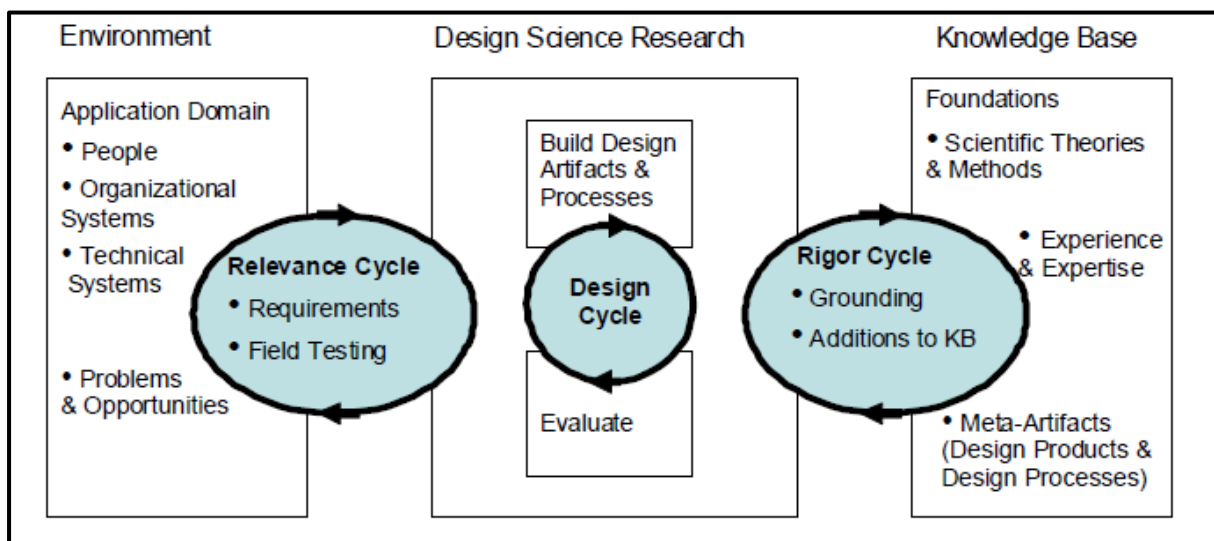 Environment
Design Science Research
Knowledge Base
Application Domain
• People
• Organizational
Systems
• Technical
Systems
• Problems
& Opportunities
Relevance Cycle
• Requirements
• Field Testing
Build Design
Artifacts &
Processes
Design
Cycle
Evaluate
Rigor Cycle
• Grounding
• Additions to KB
Foundations
• Scientific Theories
& Methods
• Experience
& Expertise
• Meta-Artifacts
(Design Products &
Design Processes)